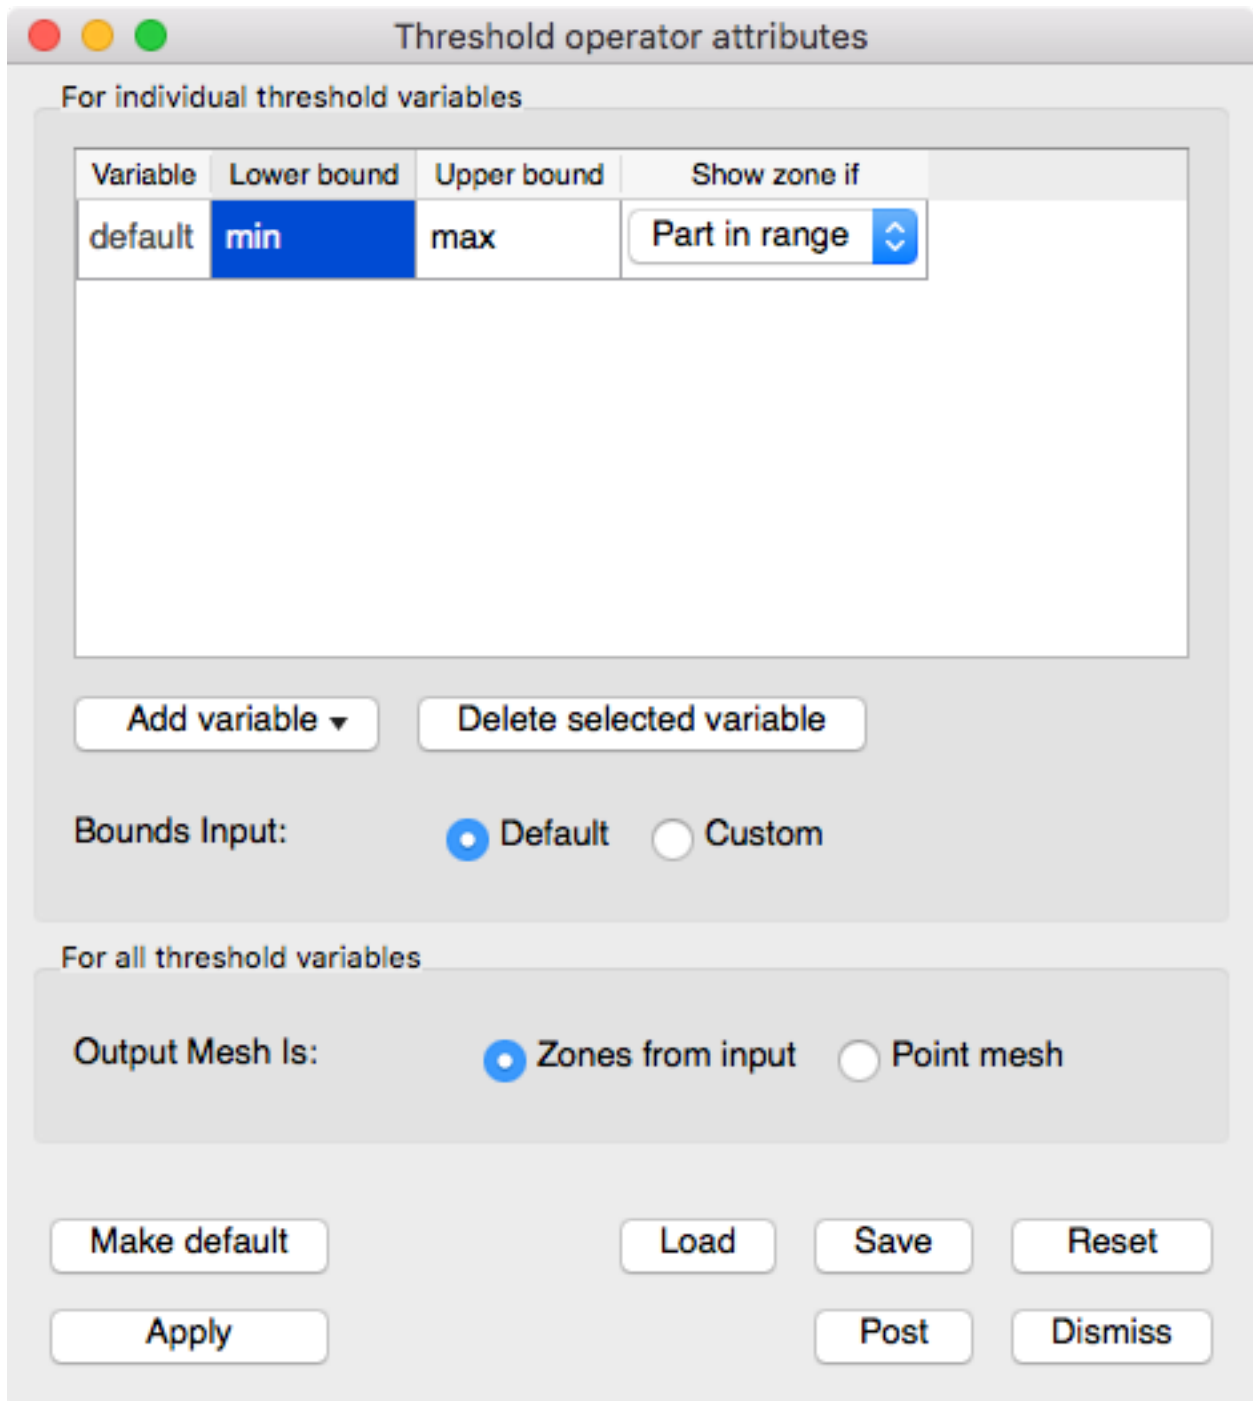 Threshold operator attributes
For individual threshold variables
Variable Lower bound Upper bound Show zone if
default min max Part in range
Add variable Delete selected variable
Bounds Input: Default Custom
For all threshold variables
Output Mesh Is: Zones from input Point mesh
Make default Load Save Reset
Apply Post Dismiss